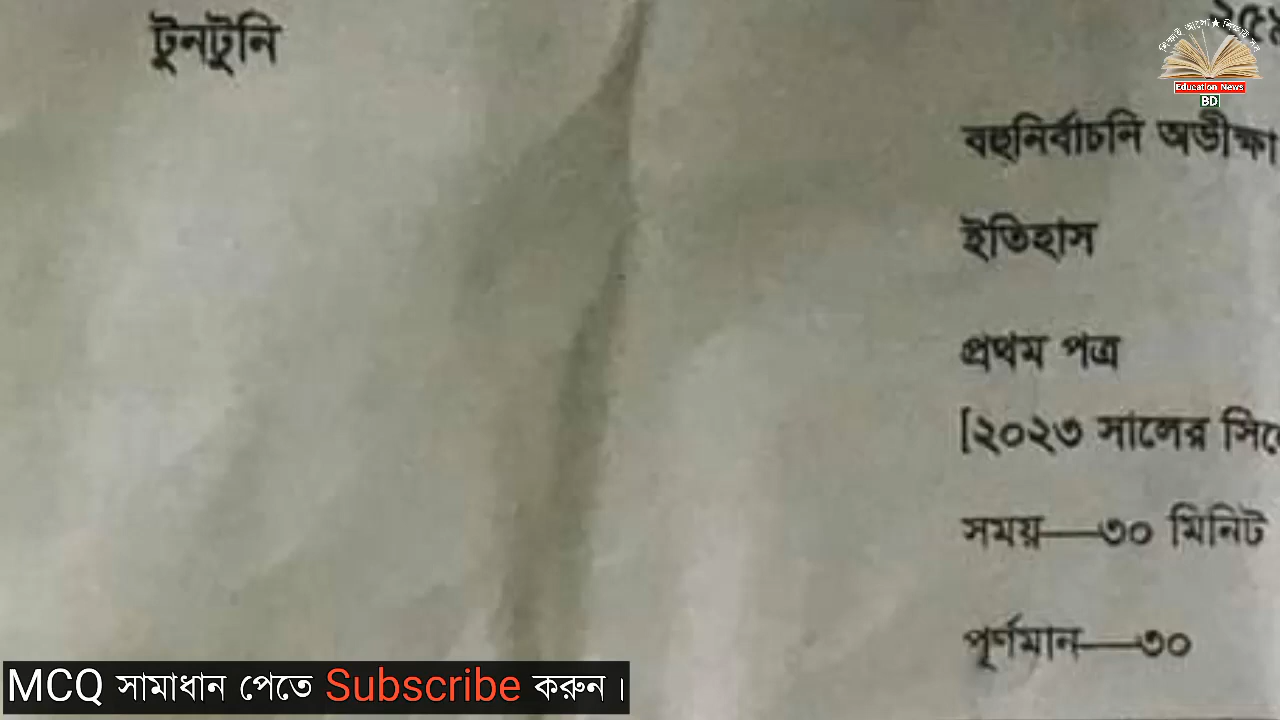 টুনটুনি
বহুনির্বাচনি অভীক্ষা
ইতিহাস
প্রথম পত্র
[২০২৩ সালের
সময়—৩০ মিনিট
পূর্ণমান—৩০
Education News
BD
MCQ সামাধান পেতে Subscribe করুন।